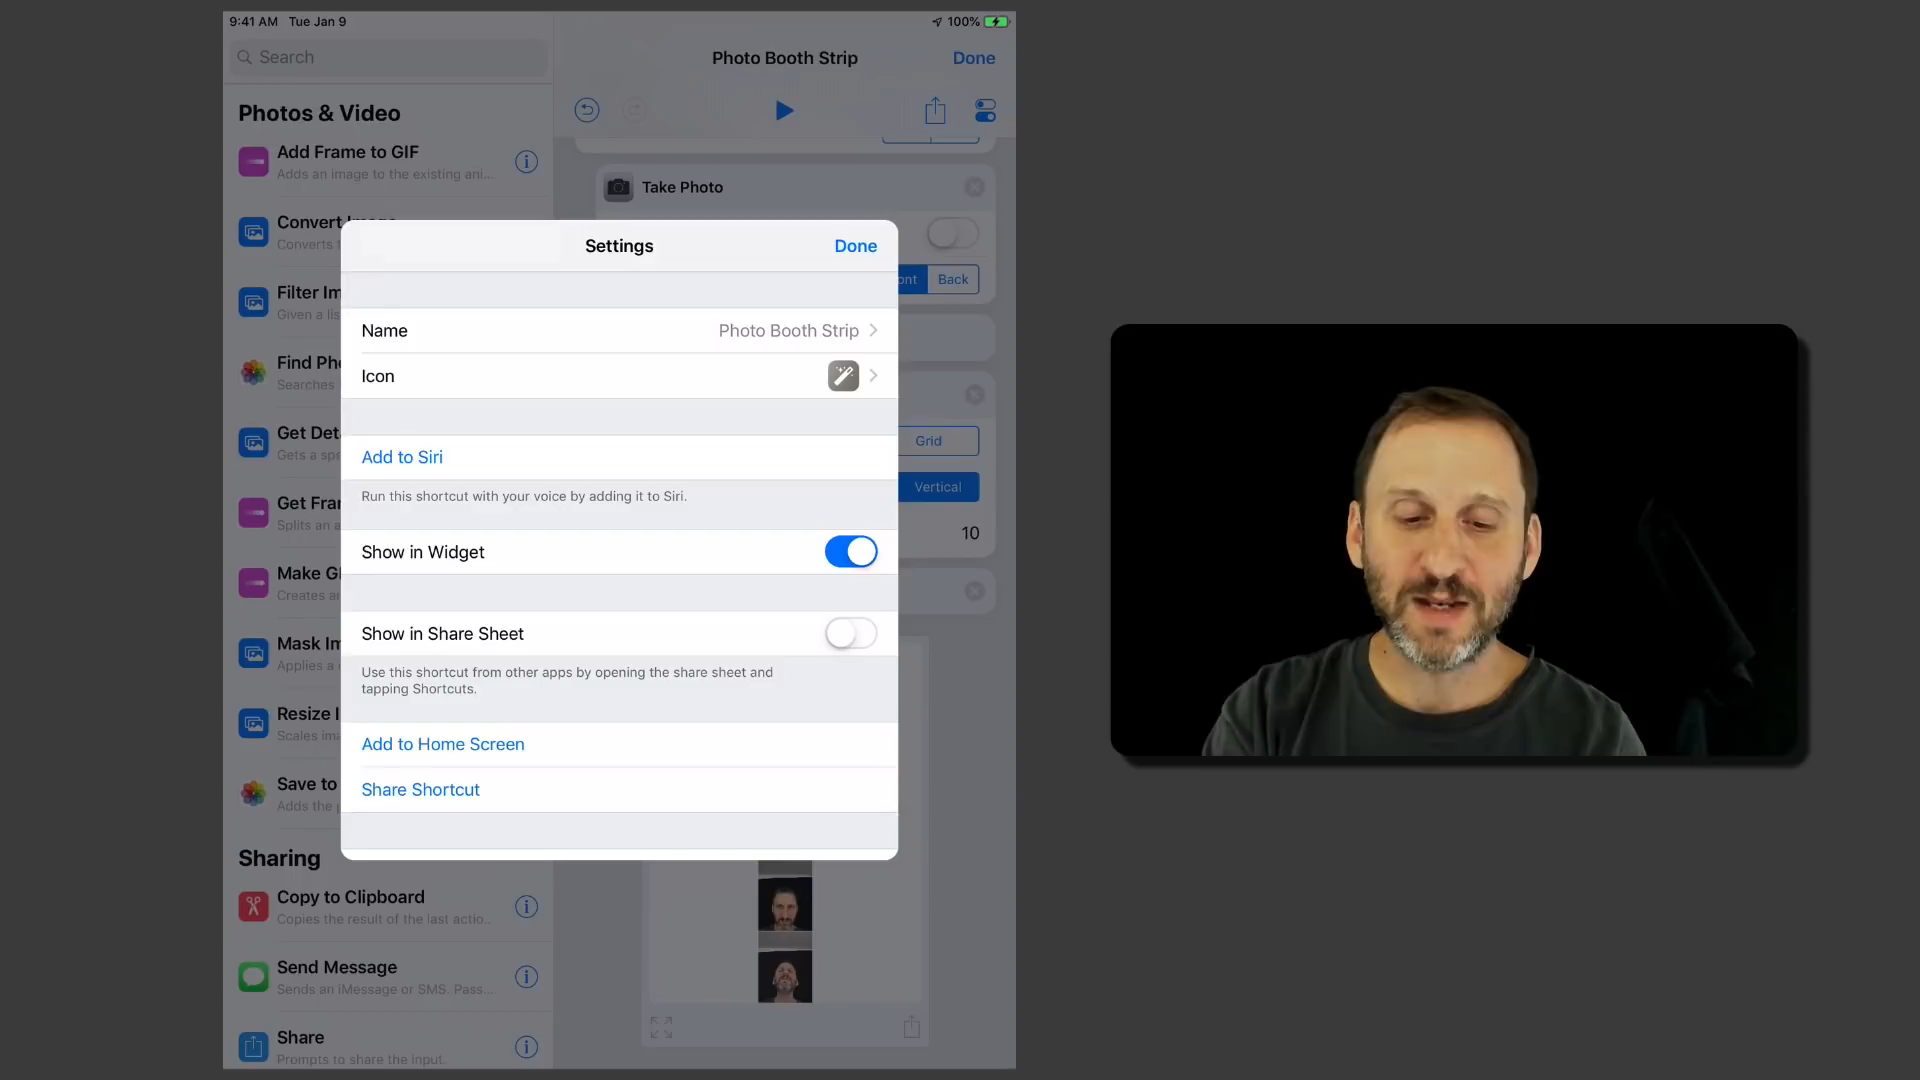 9:41 AM Tue Jan 9
100%
Search
Photo Booth Strip
Done
Photos & Video
Add Frame to GIF
Adds an image to the existing ani...
Take Photo
Convert
Converts
Settings
Done
Back
Filter Im
Given a lis
Name
Photo Booth Strip
Find Pho
Searches
Icon
Get Det
Gets a spe
Grid
Add to Siri
Vertical
Run this shortcut with your voice by adding it to Siri.
Get Fra
Splits an a
10
Show in Widget
Make G
Creates a
Show in Share Sheet
Mask Im
Applies a
Use this shortcut from other apps by opening the share sheet and
tapping Shortcuts.
Resize I
Scales ima
Add to Home Screen
Save to
Adds the
Share Shortcut
Sharing
Copy to Clipboard
Copies the result of the last actio..
Send Message
Sends an iMessage or SMS. Pass...
Share
Prompts to share the input.